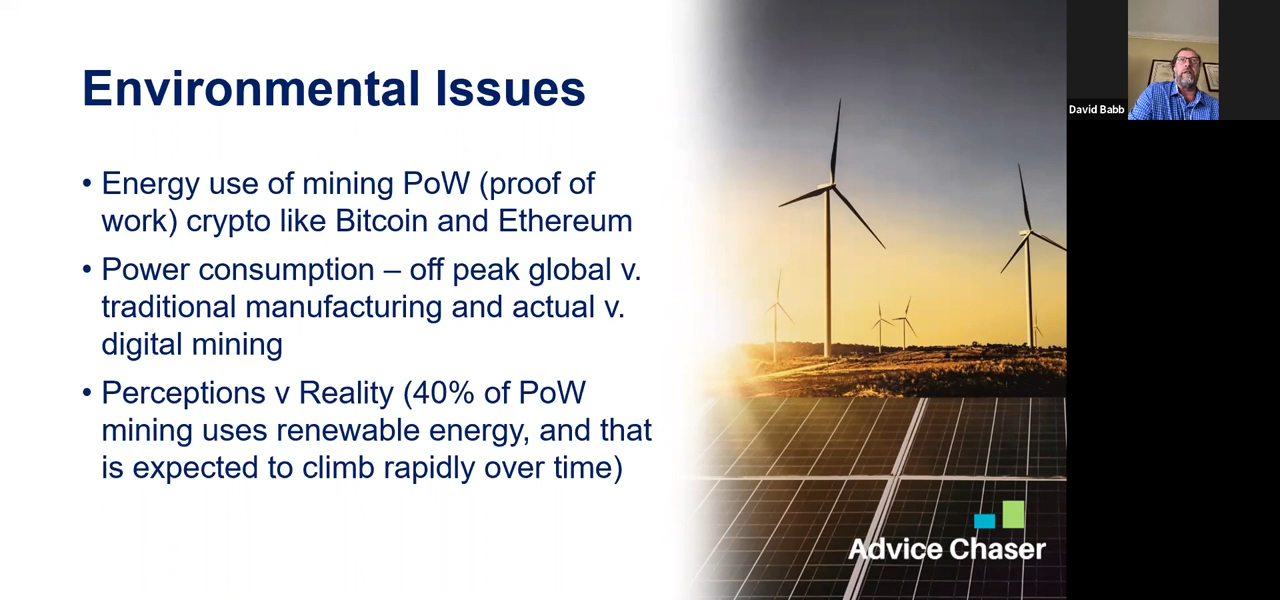 Environmental Issues
• Energy use of mining PoW (proof of
work) crypto like Bitcoin and Ethereum
• Power consumption – off peak global v.
traditional manufacturing and actual v.
digital mining
• Perceptions v Reality (40% of PoW
mining uses renewable energy, and that
is expected to climb rapidly over time)
Advice Chaser
David Babb